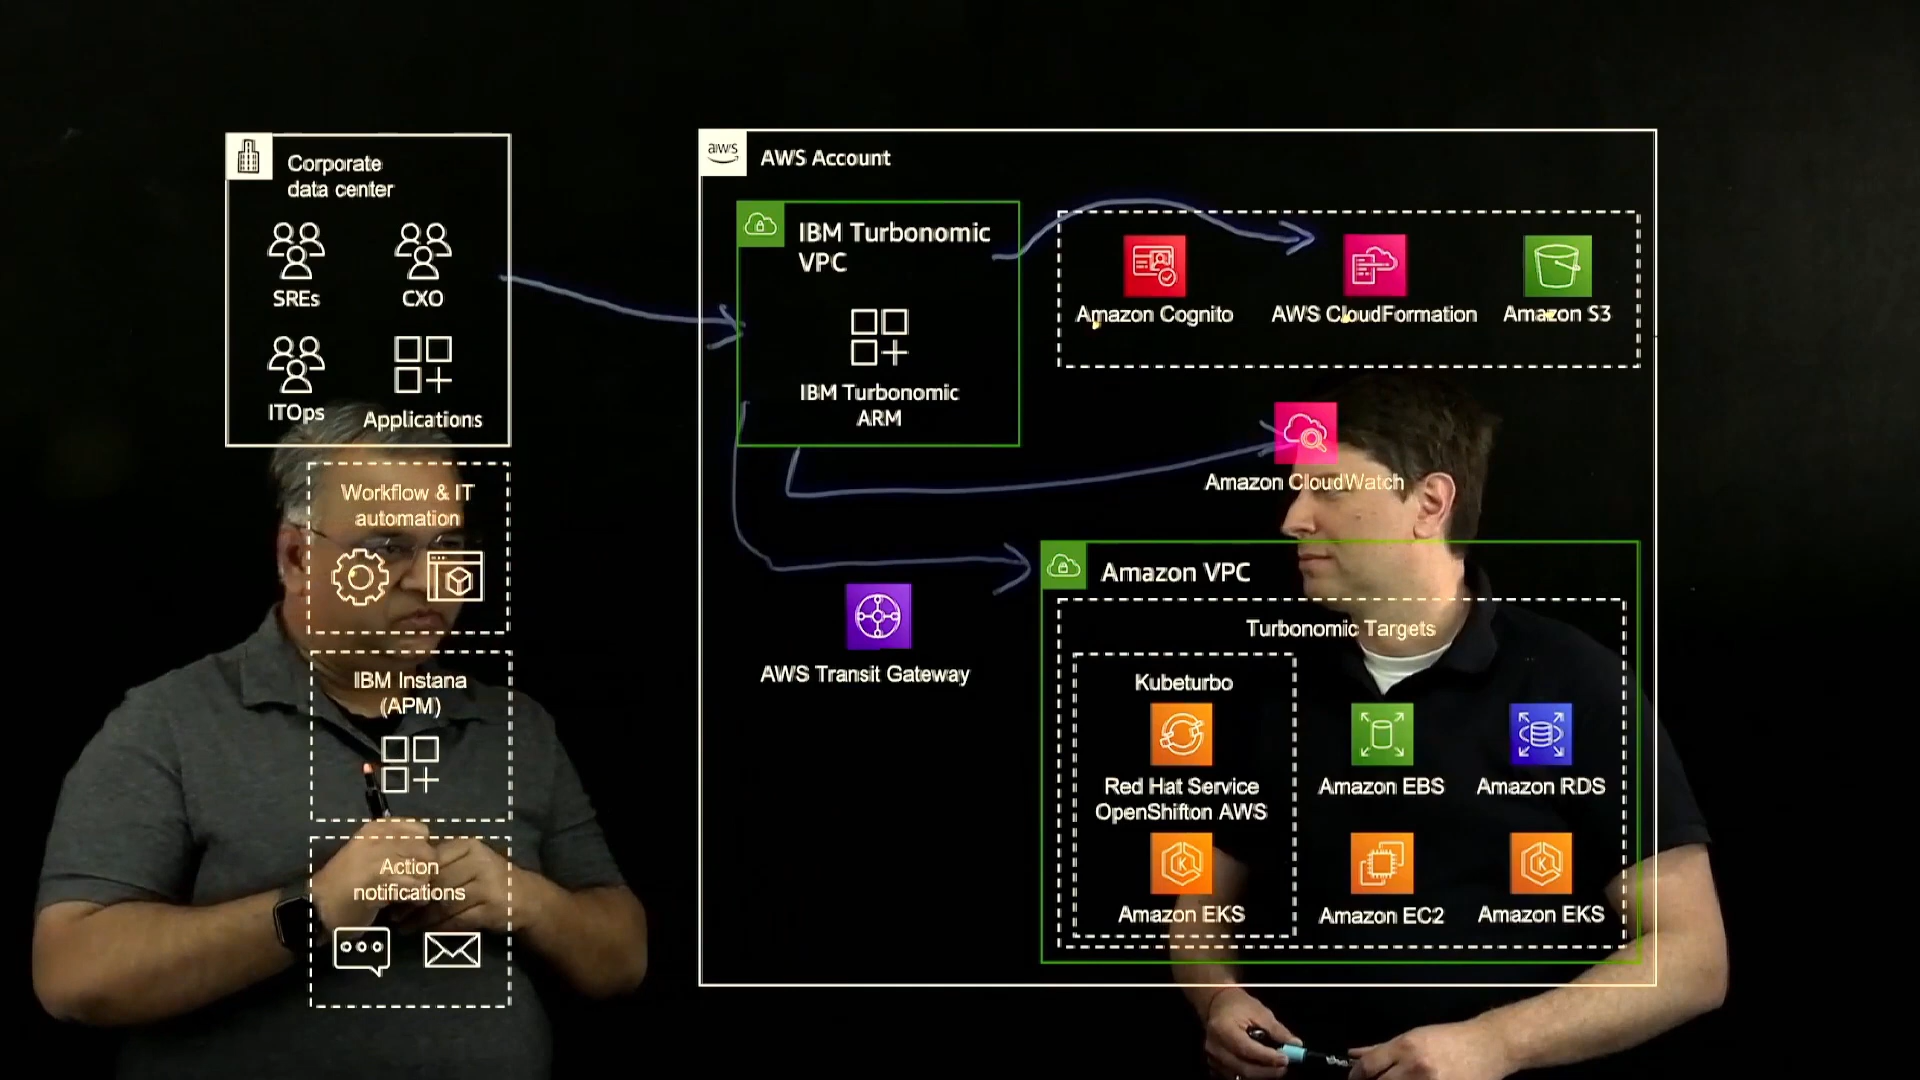 Corporate
data center
SREs
CXO
ITOps
Applications
Workflow & IT
automation
IBM Instana
(APM)
Action
notifications
aws
AWS Account
IBM Turbonomic
VPC
IBM Turbonomic
ARM
Amazon Cognito
AWS CloudFormation
Amazon S3
Amazon CloudWatch
AWS Transit Gateway
Amazon VPC
Turbonomic Targets
Kubeturbo
Red Hat Service
OpenShifton AWS
Amazon EKS
Amazon EBS
Amazon RDS
Amazon EC2
Amazon EKS